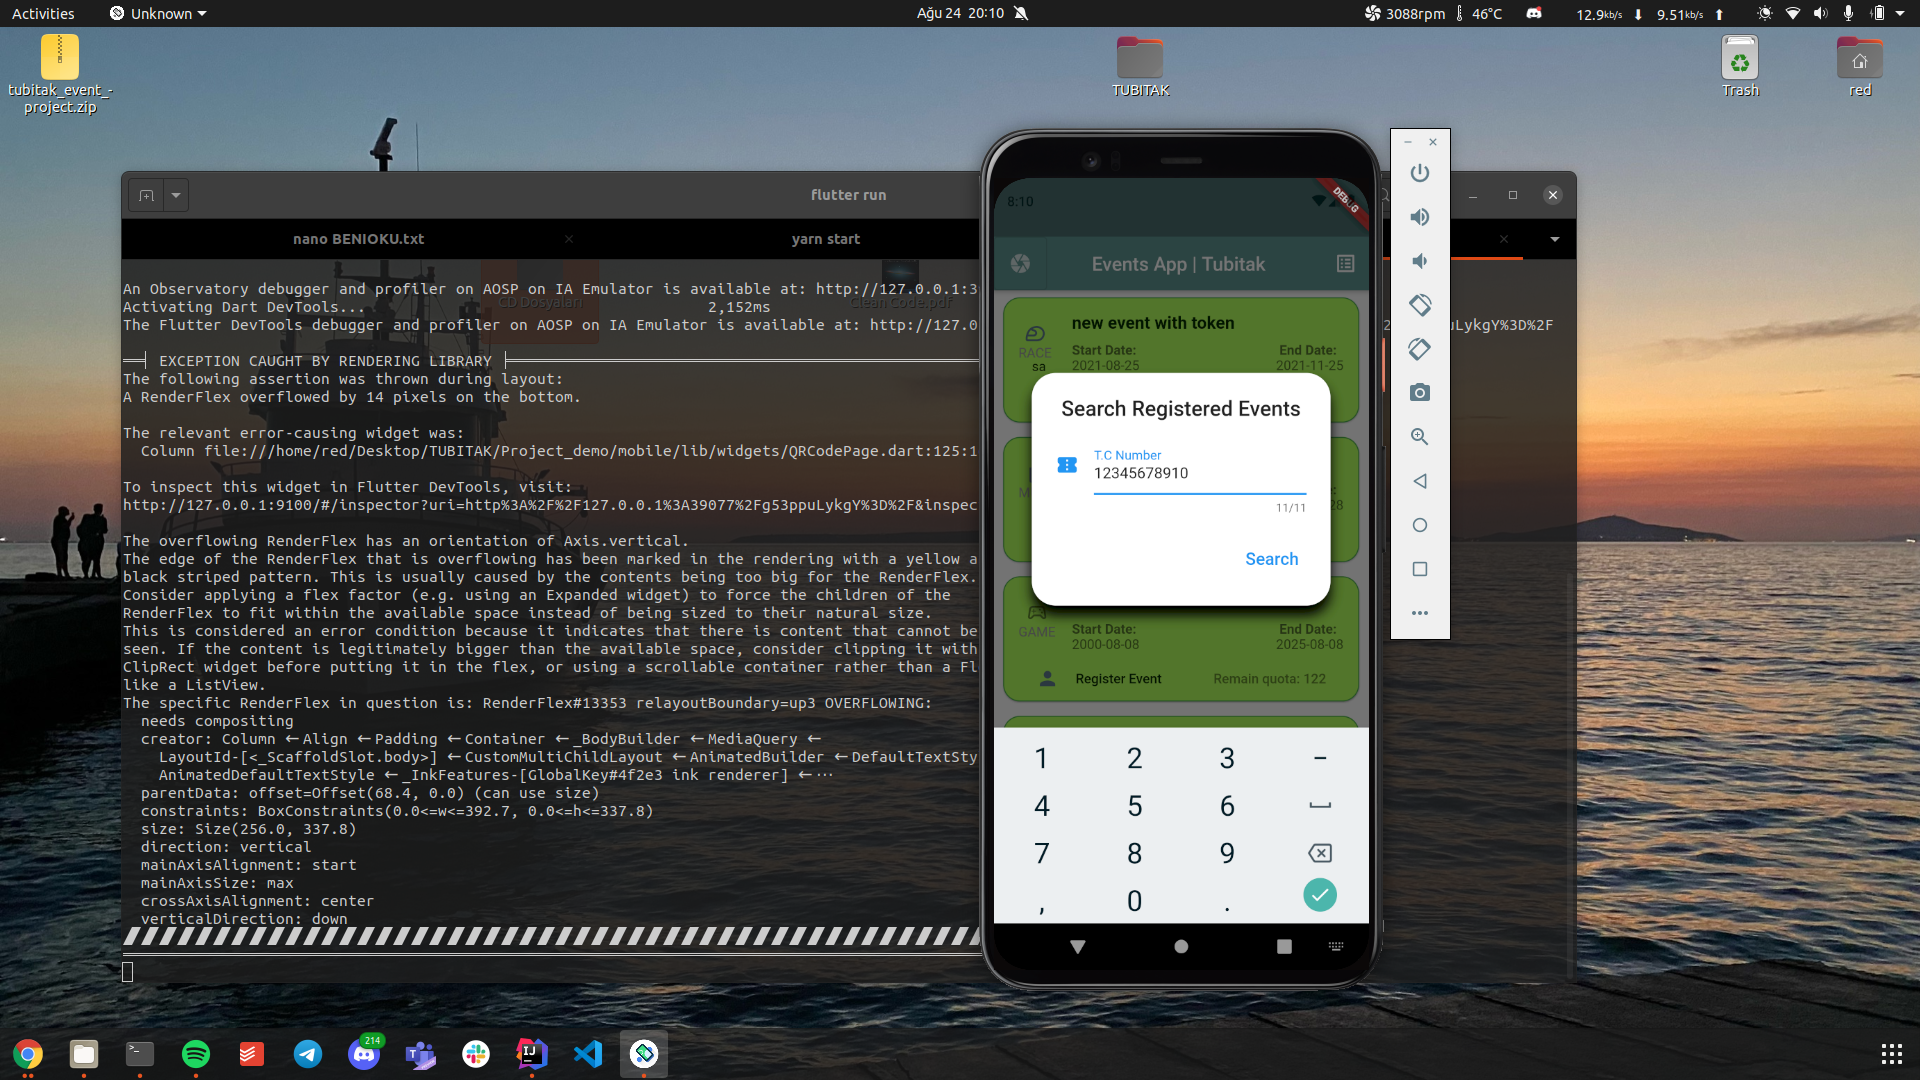 Activities
Unknown
Ağu 24 20:10
3088rpm
46°C
12.9kb/s
9.51kb/s
tubitak_event_-
project.zip
TUBITAK
Trash
red
flutter run
nano BENIOKU.txt
yarn start
CD Dosyaları
Clean Code.pdf
An Observatory debugger and profiler on AOSP on IA Emulator is available at: http://127.0.0.1:3
Activating Dart DevTools... 2,152ms
The Flutter DevTools debugger and profiler on AOSP on IA Emulator is available at: http://127.0
uLykgY%3D%2F
EXCEPTION CAUGHT BY RENDERING LIBRARY
The following assertion was thrown during layout:
A RenderFlex overflowed by 14 pixels on the bottom.
The relevant error-causing widget was:
Column file:///home/red/Desktop/TUBITAK/Project_demo/mobile/lib/widgets/QRCodePage.dart:125:1
To inspect this widget in Flutter DevTools, visit:
http://127.0.0.1:9100/#/inspector?uri=http%3A%2F%2F127.0.0.1%3A39077%2Fg53ppuLykgY%3D%2F&inspec
The overflowing RenderFlex has an orientation of Axis.vertical.
The edge of the RenderFlex that is overflowing has been marked in the rendering with a yellow a
black striped pattern. This is usually caused by the contents being too big for the RenderFlex.
Consider applying a flex factor (e.g. using an Expanded widget) to force the children of the
RenderFlex to fit within the available space instead of being sized to their natural size.
This is considered an error condition because it indicates that there is content that cannot be
seen. If the content is legitimately bigger than the available space, consider clipping it with
ClipRect widget before putting it in the flex, or using a scrollable container rather than a Fl
like a ListView.
The specific RenderFlex in question is: RenderFlex#13353 relayoutBoundary=up3 OVERFLOWING:
needs compositing
creator: Column ← Align ← Padding ← Container ← _BodyBuilder ← MediaQuery ←
LayoutId-[<_ScaffoldSlot.body>] ← CustomMultiChildLayout ← AnimatedBuilder ← DefaultTextSty
AnimatedDefaultTextStyle ← _InkFeatures-[GlobalKey#4f2e3 ink renderer] ← ⋯
parentData: offset=Offset(68.4, 0.0) (can use size)
constraints: BoxConstraints(0.0<=w<=392.7, 0.0<=h<=337.8)
size: Size(256.0, 337.8)
direction: vertical
mainAxisAlignment: start
mainAxisSize: max
crossAxisAlignment: center
verticalDirection: down
8:10
DEBUG
Events App | Tubitak
new event with token
RACE
sa
Start Date:
2021-08-25
End Date:
2021-11-25
Search Registered Events
T.C Number
12345678910
11/11
Search
GAME
Start Date:
2000-08-08
End Date:
2025-08-08
Register Event
Remain quota: 122
1 2 3 –
4 5 6
7 8 9
, 0 .
214